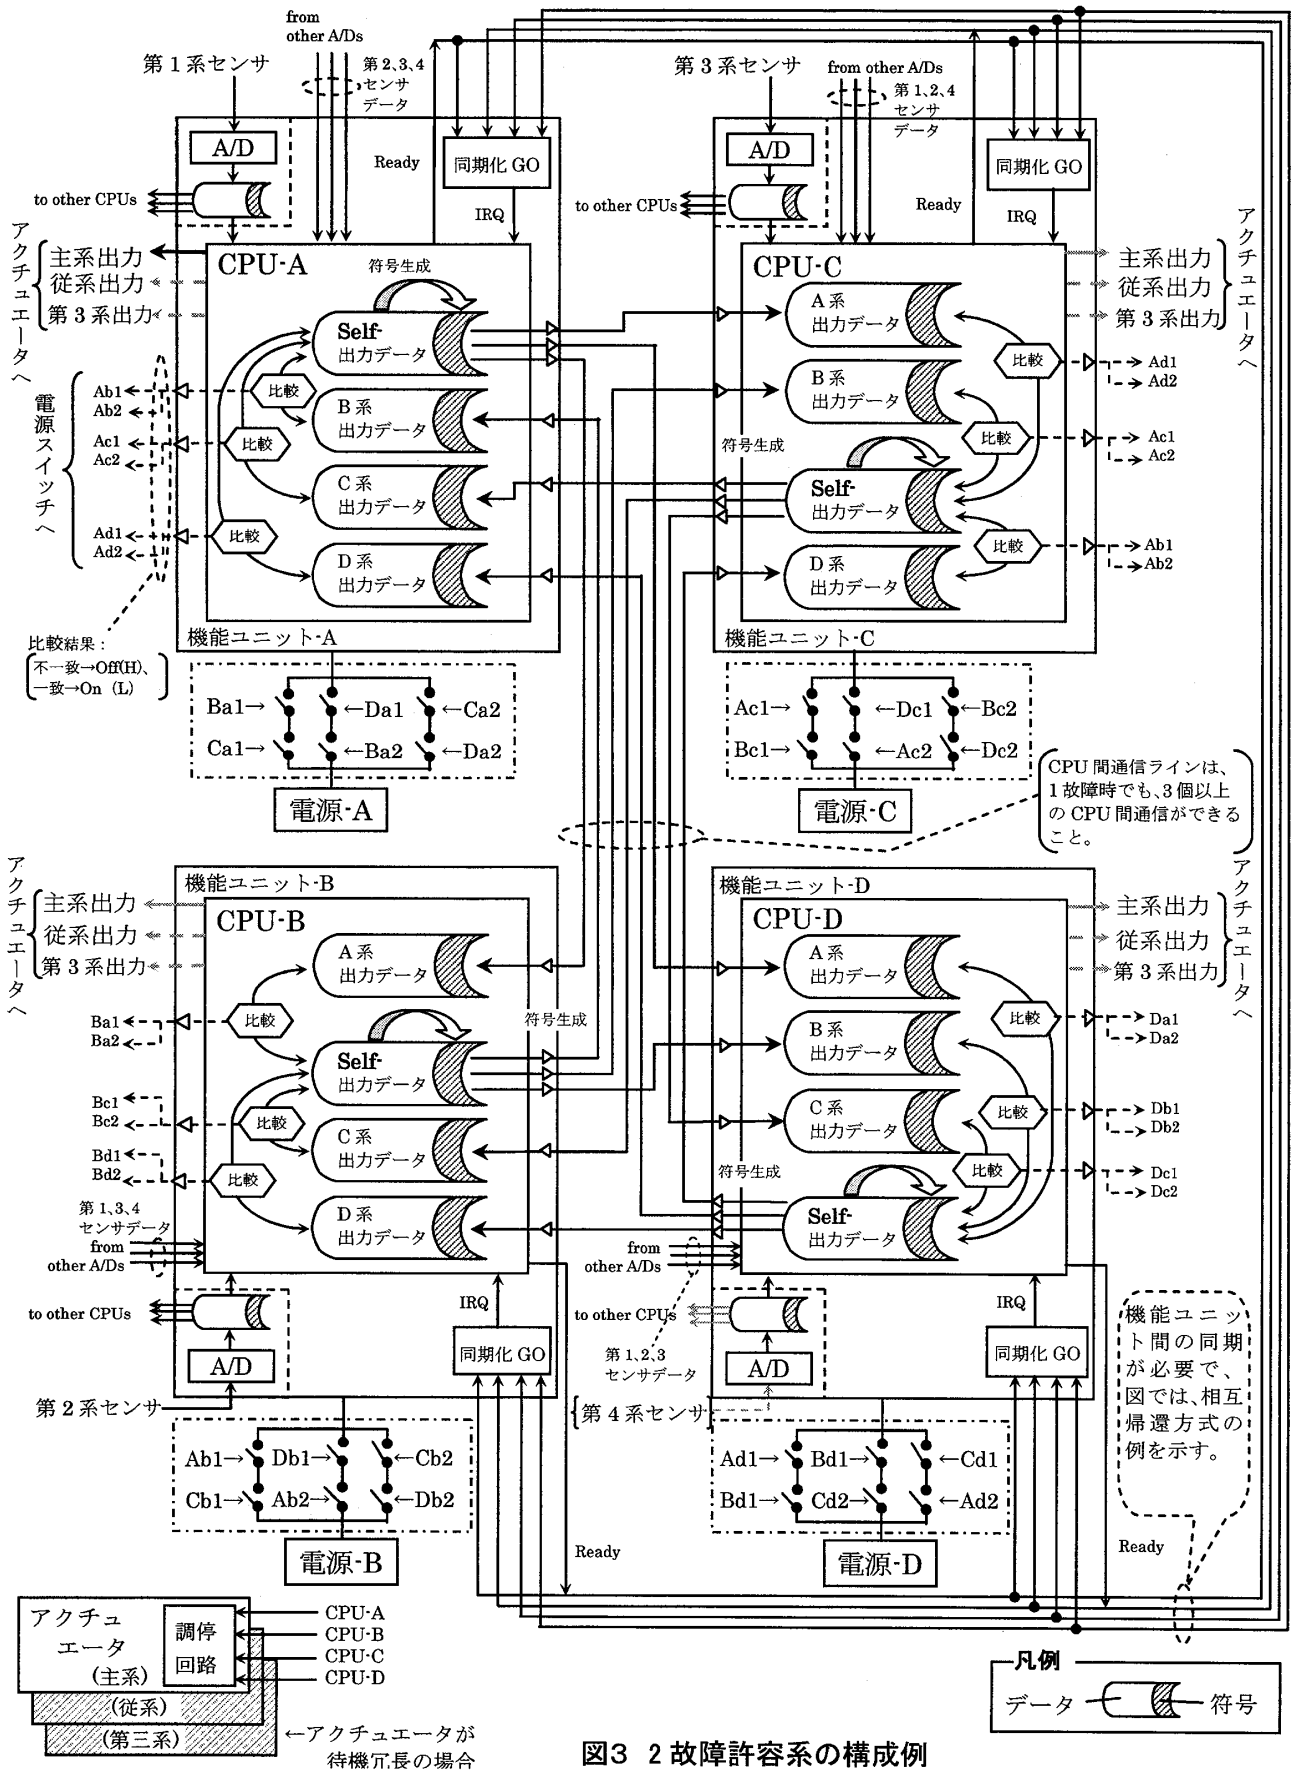 from
other A/Ds
第1系センサ
第2,3,4
センサ
データ
A/D
to other CPUs
Ready
同期化 GO
IRQ
アクチュエータへ
主系出力
従系出力
第3系出力
CPU-A
符号生成
Self-
出力データ
B系
出力データ
C系
出力データ
D系
出力データ
比較
比較
比較
電源スイッチへ
Ab1
Ab2
Ac1
Ac2
Ad1
Ad2
比較結果：
不一致→Off(H)、
一致→On (L)
機能ユニット-A
Ba1→
←Da1
←Ca2
Ca1→
←Ba2
←Da2
電源-A
第3系センサ
from other A/Ds
第1,2,4
センサ
データ
A/D
to other CPUs
Ready
同期化 GO
IRQ
アクチュエータへ
主系出力
従系出力
第3系出力
CPU-C
A系
出力データ
B系
出力データ
符号生成
Self-
出力データ
D系
出力データ
比較
比較
比較
Ad1
Ad2
Ac1
Ac2
Ab1
Ab2
機能ユニット-C
Ac1→
←Dc1
←Bc2
Bc1→
←Ac2
←Dc2
電源-C
CPU間通信ラインは、
1故障時でも、3個以上
のCPU間通信ができる
こと。
機能ユニット-B
アクチュエータへ
主系出力
従系出力
第3系出力
CPU-B
A系
出力データ
符号生成
Self-
出力データ
C系
出力データ
D系
出力データ
比較
比較
比較
Ba1
Ba2
Bc1
Bc2
Bd1
Bd2
第1,3,4
センサデータ
from
other A/Ds
to other CPUs
A/D
第2系センサ
IRQ
同期化 GO
Ab1→
Db1→
←Cb2
Cb1→
Ab2→
←Db2
電源-B
Ready
機能ユニット-D
アクチュエータへ
主系出力
従系出力
第3系出力
CPU-D
A系
出力データ
B系
出力データ
C系
出力データ
符号生成
Self-
出力データ
比較
比較
比較
Da1
Da2
Db1
Db2
Dc1
Dc2
from
other A/Ds
to other CPUs
第1,2,3
センサデータ
A/D
第4系センサ
IRQ
同期化 GO
Ad1→
Bd1→
←Cd1
Bd1→
Cd2→
←Ad2
電源-D
Ready
機能ユニッ
ト間の同期
が必要で、
図では、相互
帰還方式の
例を示す。
アクチュ
エータ
(主系)
調停
回路
CPU-A
CPU-B
CPU-C
CPU-D
(従系)
(第三系)
←アクチュエータが
待機冗長の場合
凡例
データ
符号
図3 2故障許容系の構成例